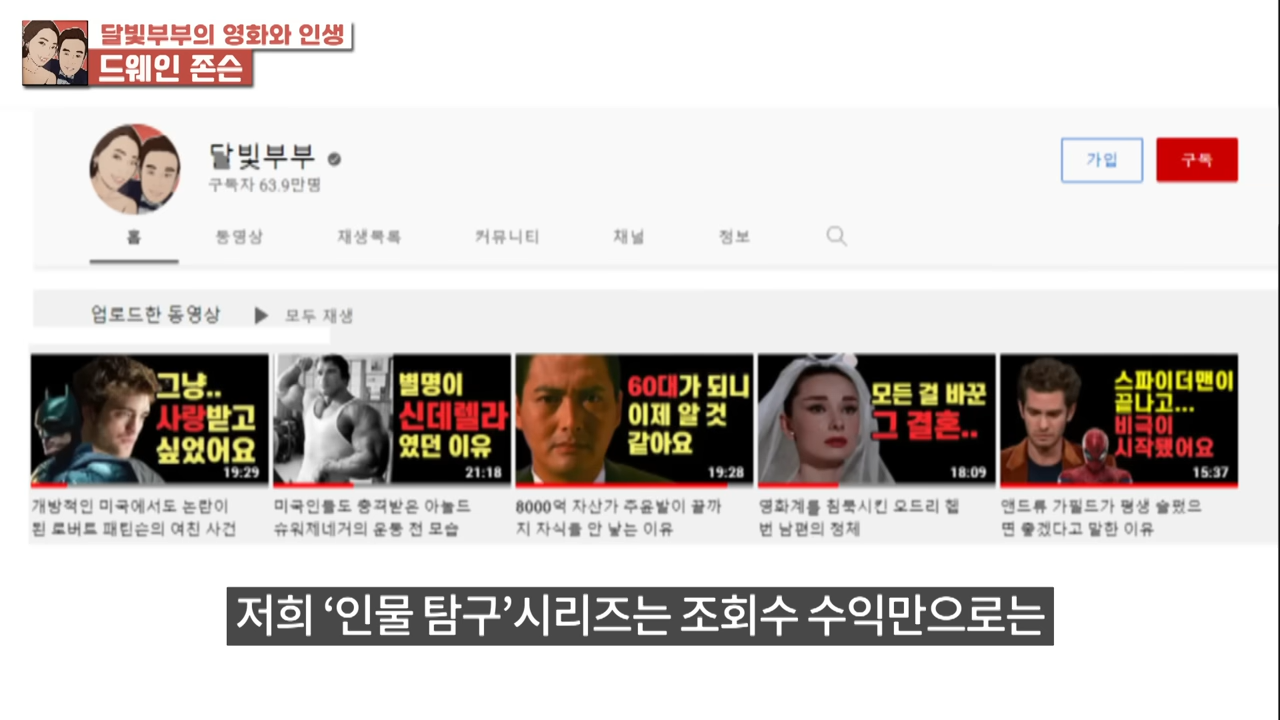 달빛부부의 영화와 인생
드웨인 존슨
달빛부부
구독자 63.9만명
가입
구독
홈
동영상
재생목록
커뮤니티
채널
정보
업로드한 동영상
모두 재생
그냥..
사랑받고
싶었어요
19:29
별명이
신데렐라
였던 이유
21:18
60대가 되니
이제 알 것
같아요
19:28
모든 걸 바꾼
그 결혼..
18:09
스파이더맨이
끝나고...
비극이
시작됐어요
15:37
개방적인 미국에서도 논란이
된 로버트 패틴슨의 여친 사건
미국인들도 충격받은 아놀드
슈워제네거의 운동 전 모습
8000억 자산가 주윤발이 끝까
지 자식을 안 낳는 이유
영화계를 침묵시킨 오드리 헵
번 남편의 정체
앤드류 가필드가 평생 슬펐으
면 좋겠다고 말한 이유
저희 ‘인물 탐구’시리즈는 조회수 수익만으로는